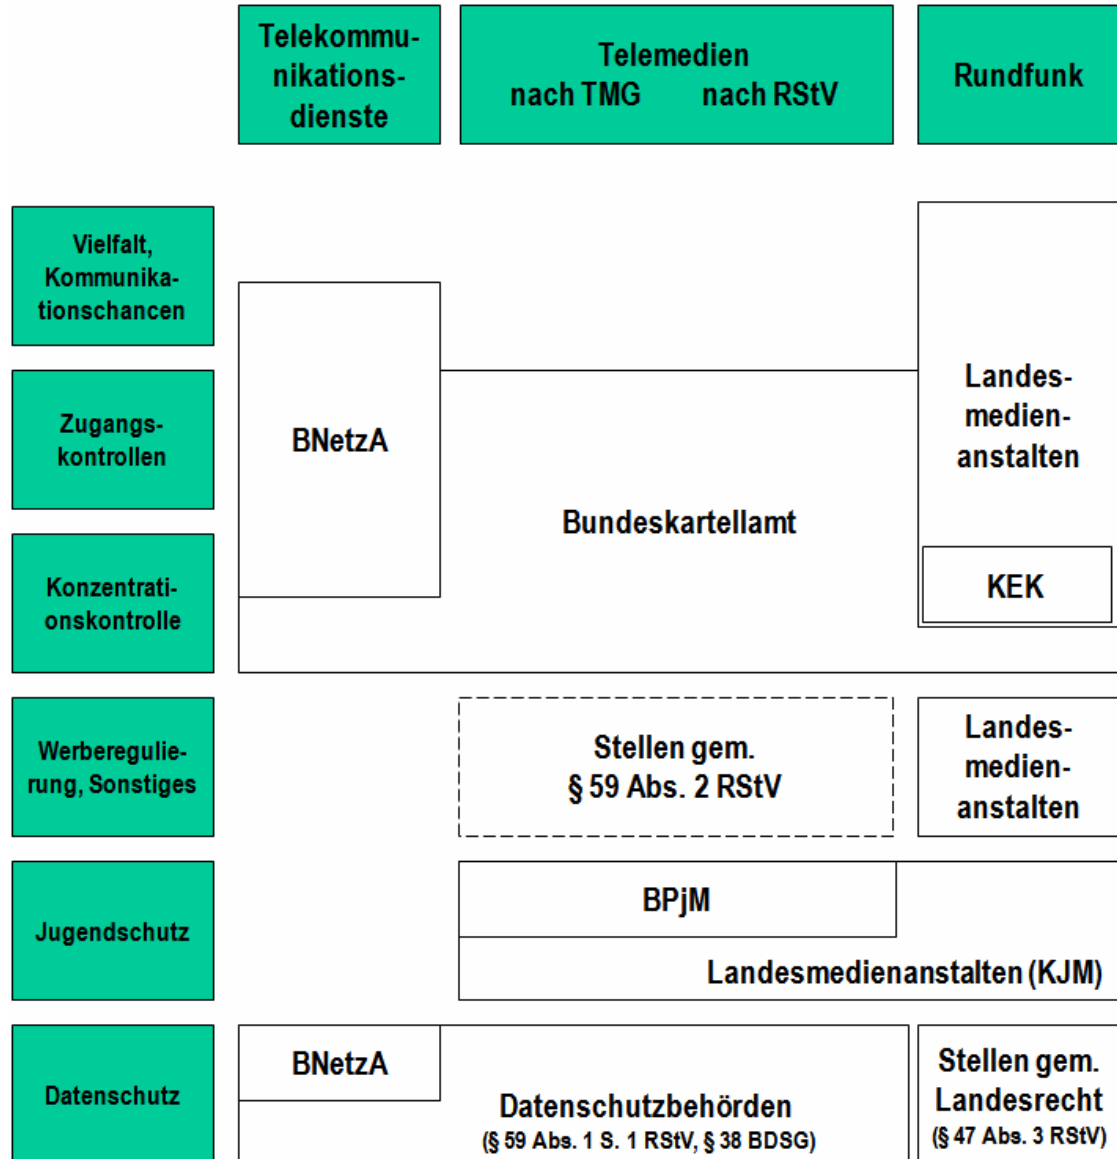 Telekommu-
nikations-
dienste
Telemedien
nach TMG nach RStV
Rundfunk
Vielfalt,
Kommunika-
tionschancen
Zugangs-
kontrollen
Konzentrati-
onskontrolle
BNetzA
Bundeskartellamt
Landes-
medien-
anstalten
KEK
Werberegulie-
rung, Sonstiges
Stellen gem.
§ 59 Abs. 2 RStV
Landes-
medien-
anstalten
Jugendschutz
BPjM
Landesmedienanstalten (KJM)
Datenschutz
BNetzA
Datenschutzbehörden
(§ 59 Abs. 1 S. 1 RStV, § 38 BDSG)
Stellen gem.
Landesrecht
(§ 47 Abs. 3 RStV)